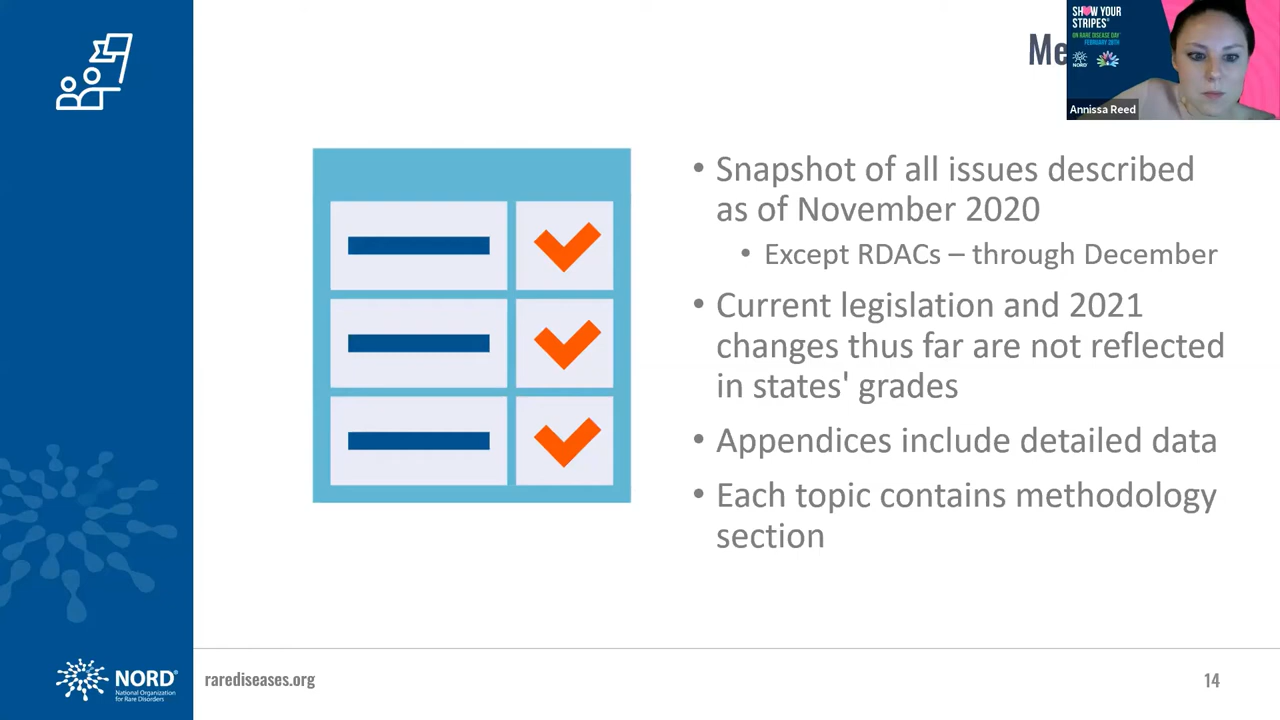 Me
SHOW YOUR
STRIPES®
ON RARE DISEASE DAY
FEBRUARY 28TH
NORD
Annissa Reed
• Snapshot of all issues described
as of November 2020
• Except RDACs – through December
• Current legislation and 2021
changes thus far are not reflected
in states' grades
• Appendices include detailed data
• Each topic contains methodology
section
NORD®
National Organization
for Rare Disorders
rarediseases.org
14